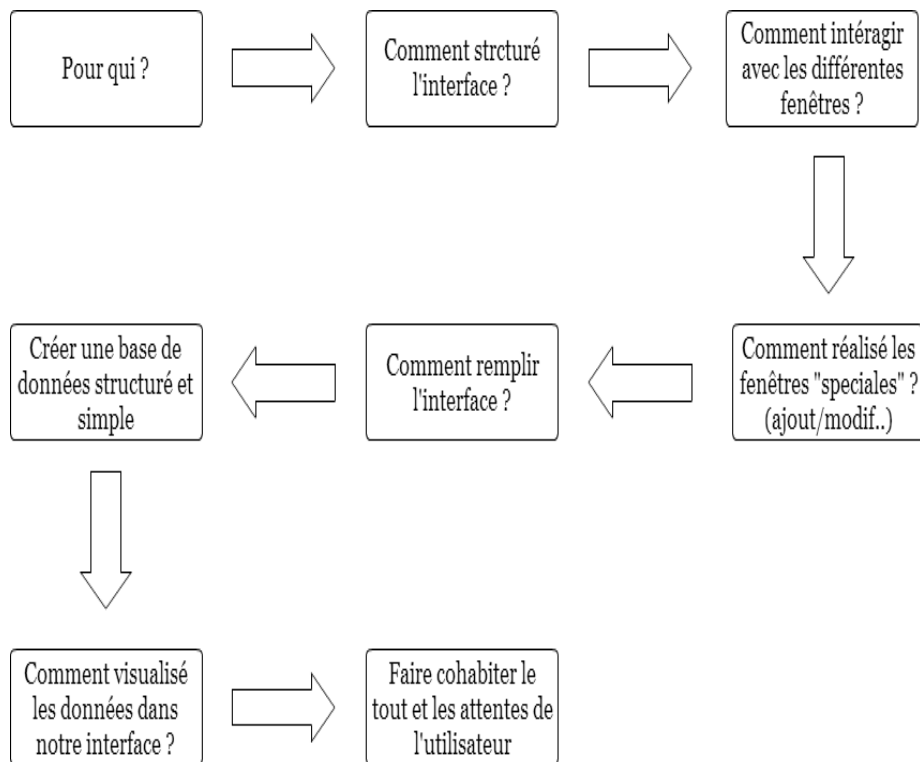 Pour qui ?
Comment strcturé
l'interface ?
Comment intéragir
avec les différentes
fenêtres ?
Comment réalisé les
fenêtres "speciales" ?
(ajout/modif..)
Comment remplir
l'interface ?
Créer une base de
données structuré et
simple
Comment visualisé
les données dans
notre interface ?
Faire cohabiter le
tout et les attentes de
l'utilisateur